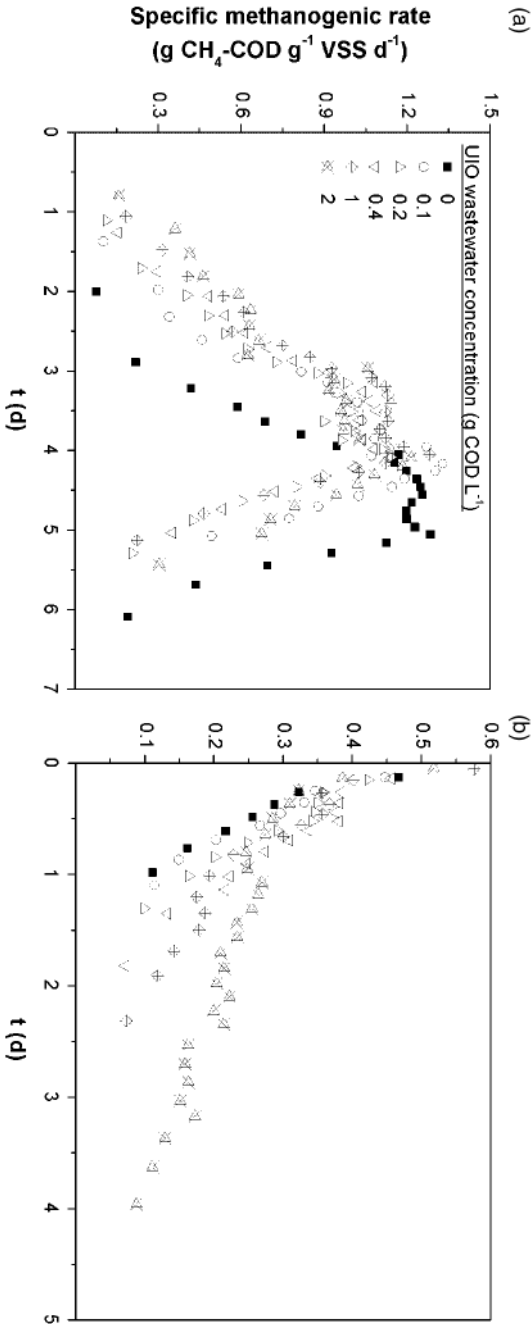 (a)
Specific methanogenic rate
(g CH₄-COD g⁻¹ VSS d⁻¹)
1.5
1.2
0.9
0.6
0.3
UIO wastewater concentration (g COD L⁻¹)
0
0.1
0.2
0.4
1
2
0 1 2 3 4 5 6 7
t (d)
(b)
0.6
0.5
0.4
0.3
0.2
0.1
0 1 2 3 4 5
t (d)